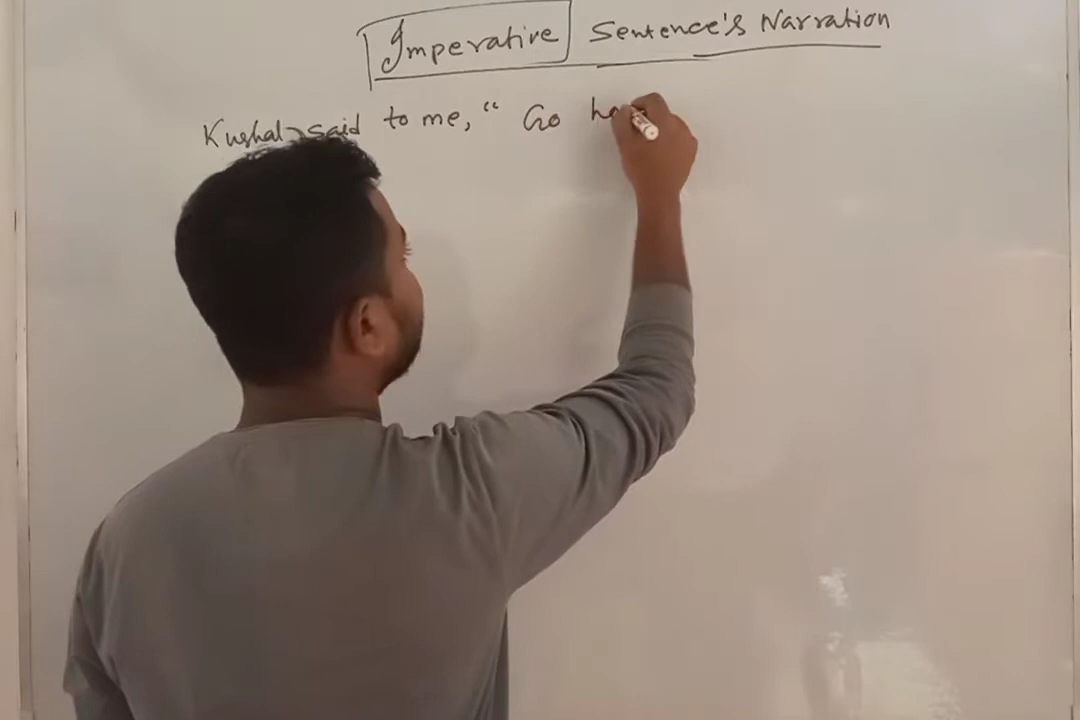 Imperative Sentence's Narration
Kushal said to me, “ Go